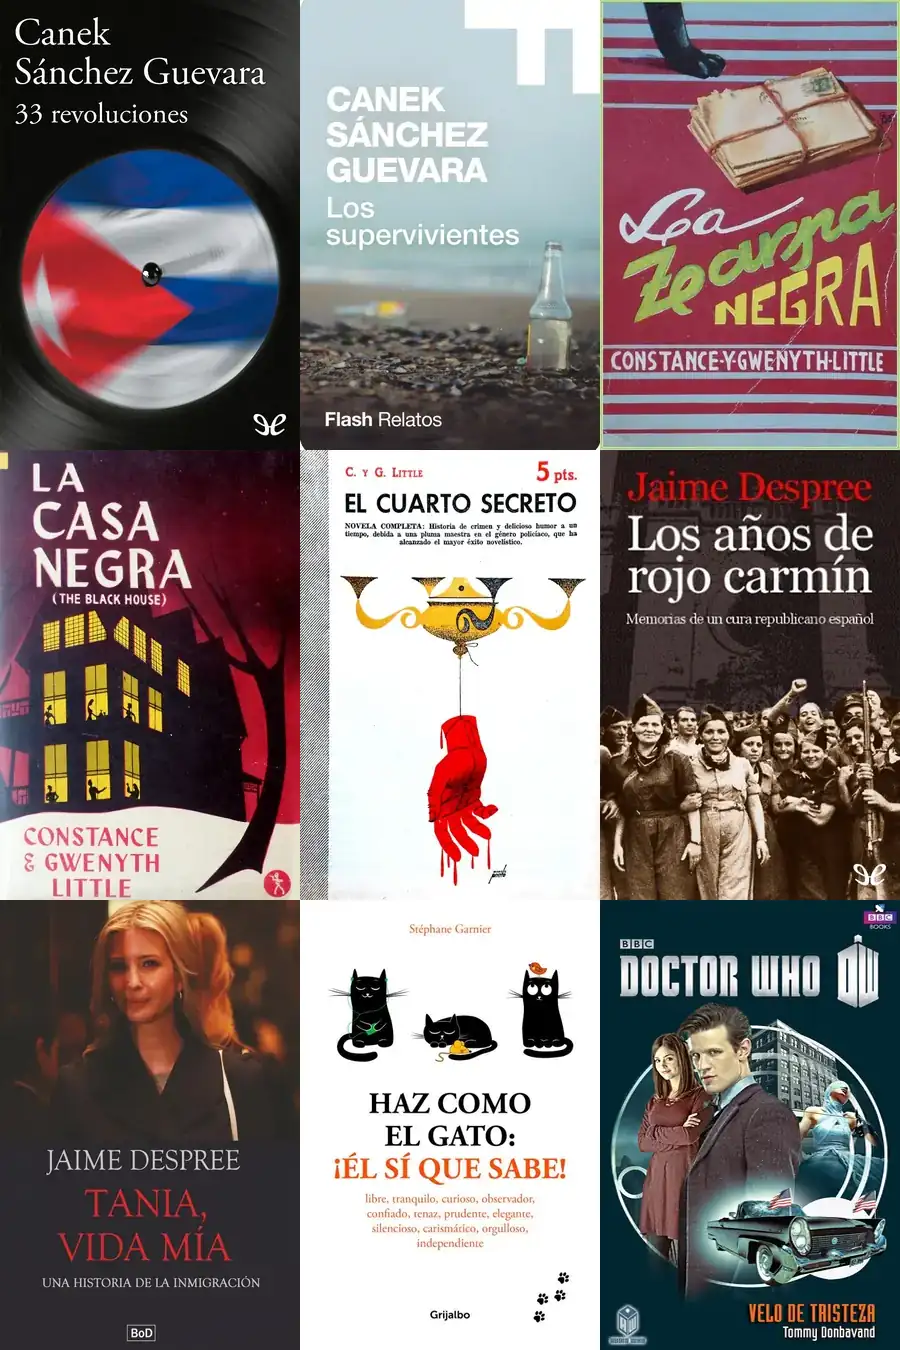 Canek
Sánchez Guevara
33 revoluciones
CANEK
SÁNCHEZ
GUEVARA
Los
supervivientes
Flash Relatos
La
Zearpa
NEGRA
CONSTANCE-Y-GWENYTH-LITTLE
LA
CASA
NEGRA
(THE BLACK HOUSE)
CONSTANCE
& GWENYTH
LITTLE
C. Y G. LITTLE
5 pts.
EL CUARTO SECRETO
NOVELA COMPLETA: Historia de crimen y delicioso humor a un
tiempo, debida a una pluma maestra en el género policíaco, que ha
alcanzado el mayor éxito novelístico.
Jaime Despree
Los años de
rojo carmín
Memorias de un cura republicano español
JAIME DESPREE
TANIA,
VIDA MÍA
UNA HISTORIA DE LA INMIGRACIÓN
BoD
Stéphane Garnier
HAZ COMO
EL GATO:
¡ÉL SÍ QUE SABE!
libre, tranquilo, curioso, observador,
confiado, tenaz, prudente, elegante,
silencioso, carismático, orgulloso,
independiente
Grijalbo
BBC
BOOKS
BBC
DOCTOR WHO DW
VELO DE TRISTEZA
Tommy Donbavand